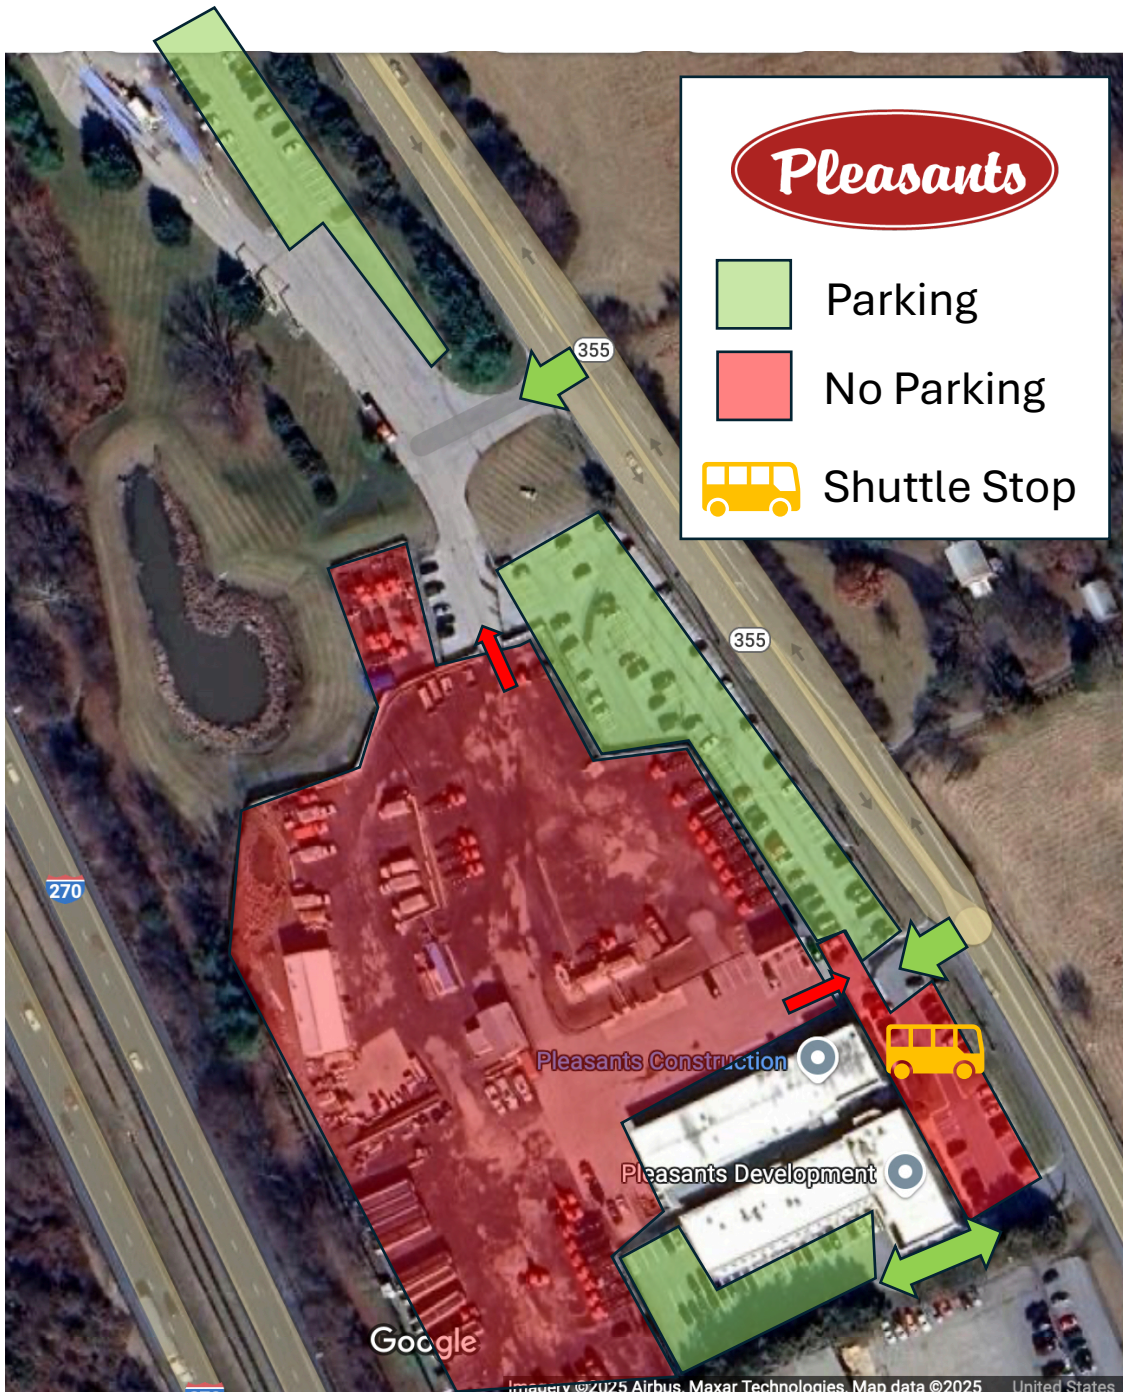 Pleasants
Parking
355
No Parking
Shuttle Stop
355
270
Pleasants Construction
Pleasants Development
Google
Imagery ©2025 Airbus, Maxar Technologies, Map data ©2025 United States